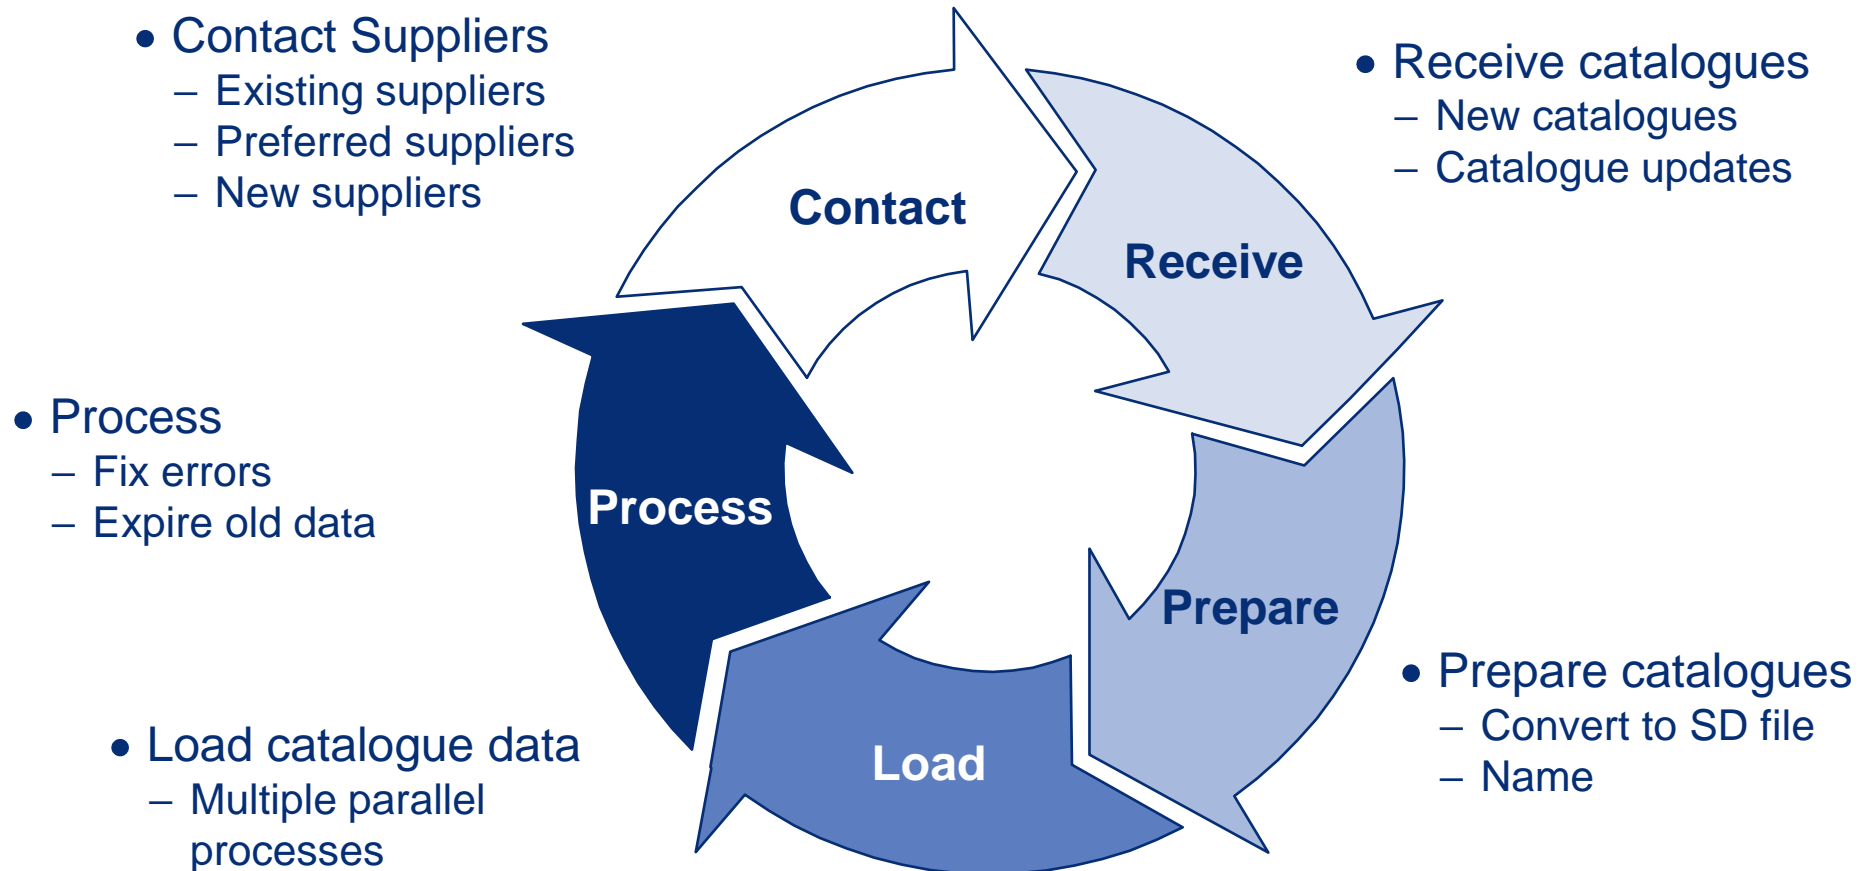 • Contact Suppliers
– Existing suppliers
– Preferred suppliers
– New suppliers
• Receive catalogues
– New catalogues
– Catalogue updates
Contact
Receive
• Process
– Fix errors
– Expire old data
Process
Prepare
• Prepare catalogues
– Convert to SD file
– Name
• Load catalogue data
– Multiple parallel
processes
Load